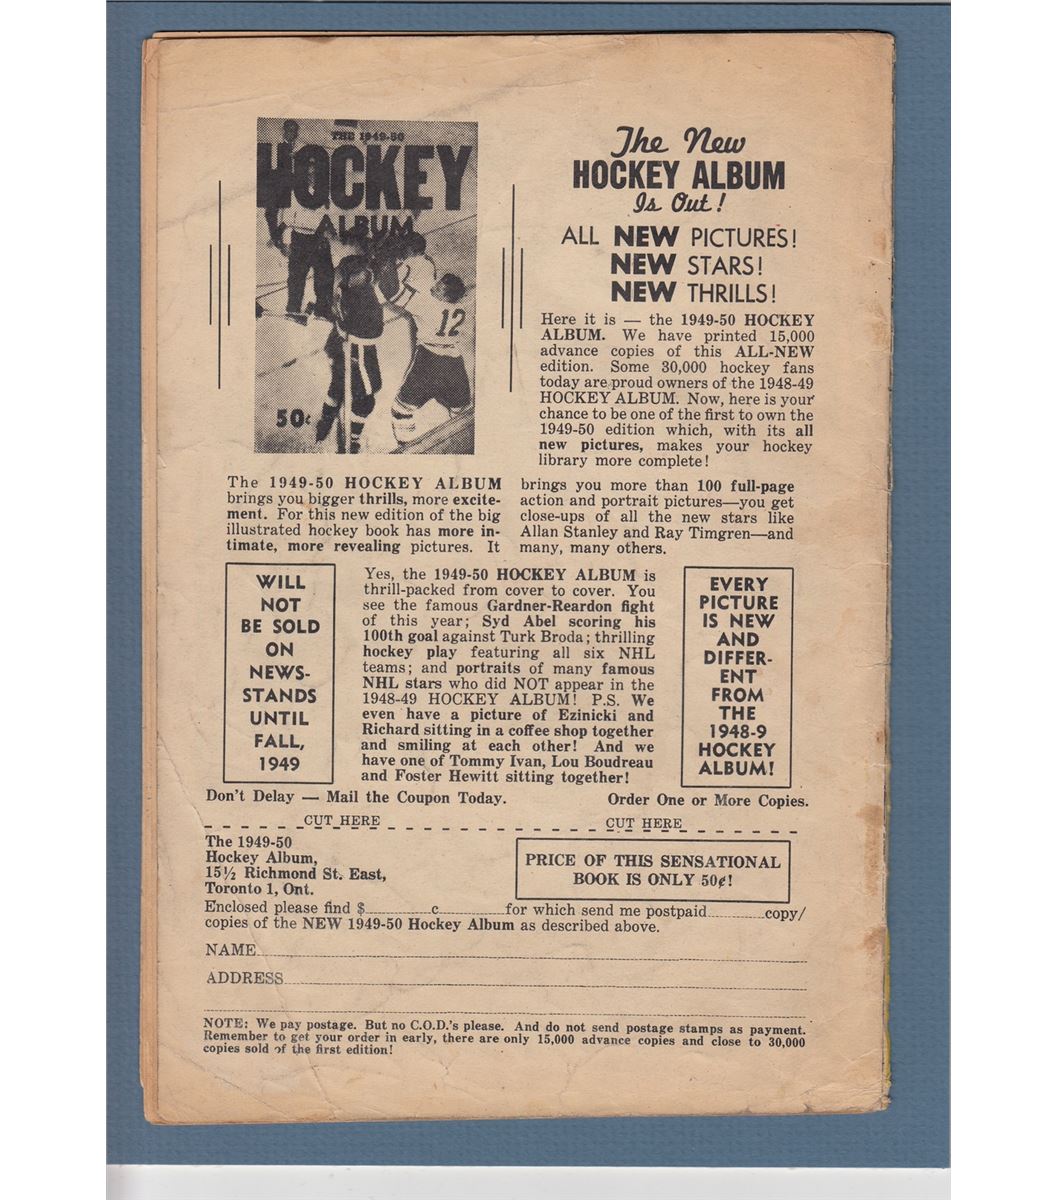 THE 1949-50
HOCKEY
ALBUM
12
50¢
The New
HOCKEY ALBUM
Is Out!
ALL NEW PICTURES!
NEW STARS!
NEW THRILLS!
Here it is — the 1949-50 HOCKEY
ALBUM. We have printed 15,000
advance copies of this ALL-NEW
edition. Some 30,000 hockey fans
today are proud owners of the 1948-49
HOCKEY ALBUM. Now, here is your
chance to be one of the first to own the
1949-50 edition which, with its all
new pictures, makes your hockey
library more complete!
The 1949-50 HOCKEY ALBUM
brings you bigger thrills, more excite-
ment. For this new edition of the big
illustrated hockey book has more in-
timate, more revealing pictures. It
brings you more than 100 full-page
action and portrait pictures—you get
close-ups of all the new stars like
Allan Stanley and Ray Timgren—and
many, many others.
WILL
NOT
BE SOLD
ON
NEWS-
STANDS
UNTIL
FALL,
1949
Yes, the 1949-50 HOCKEY ALBUM is
thrill-packed from cover to cover. You
see the famous Gardner-Reardon fight
of this year; Syd Abel scoring his
100th goal against Turk Broda; thrilling
hockey play featuring all six NHL
teams; and portraits of many famous
NHL stars who did NOT appear in the
1948-49 HOCKEY ALBUM! P.S. We
even have a picture of Ezinicki and
Richard sitting in a coffee shop together
and smiling at each other! And we
have one of Tommy Ivan, Lou Boudreau
and Foster Hewitt sitting together!
EVERY
PICTURE
IS NEW
AND
DIFFER-
ENT
FROM
THE
1948-9
HOCKEY
ALBUM!
Don't Delay — Mail the Coupon Today.
Order One or More Copies.
CUT HERE
CUT HERE
The 1949-50
Hockey Album,
15½ Richmond St. East,
Toronto 1, Ont.
PRICE OF THIS SENSATIONAL
BOOK IS ONLY 50¢!
Enclosed please find $ c for which send me postpaid copy/
copies of the NEW 1949-50 Hockey Album as described above.
NAME
ADDRESS
NOTE: We pay postage. But no C.O.D.'s please. And do not send postage stamps as payment.
Remember to get your order in early, there are only 15,000 advance copies and close to 30,000
copies sold of the first edition!